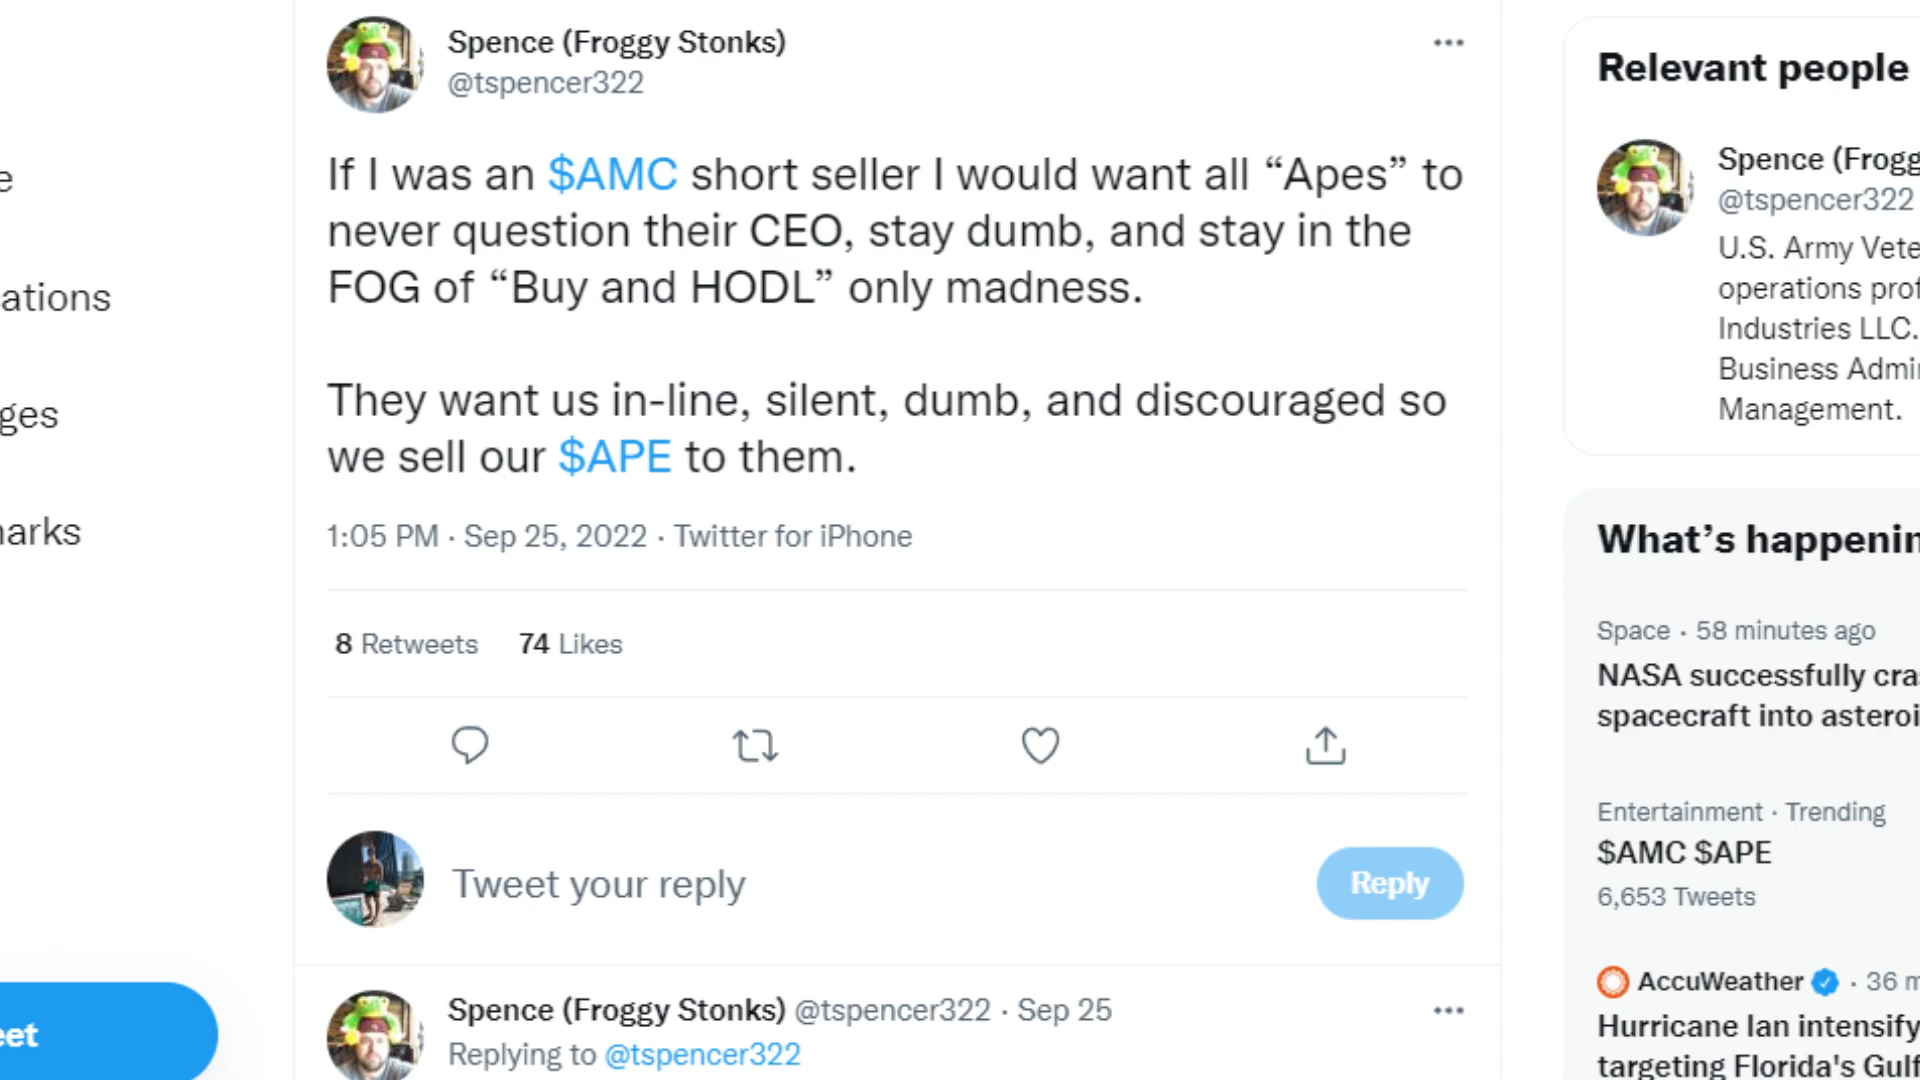 Spence (Froggy Stonks)
@tspencer322
If I was an $AMC short seller I would want all “Apes” to
never question their CEO, stay dumb, and stay in the
FOG of “Buy and HODL” only madness.
They want us in-line, silent, dumb, and discouraged so
we sell our $APE to them.
1:05 PM · Sep 25, 2022 · Twitter for iPhone
8 Retweets 74 Likes
Tweet your reply
Reply
Spence (Froggy Stonks) @tspencer322 · Sep 25
Replying to @tspencer322
e
ations
ges
arks
eet
Relevant people
Spence (Frogg
@tspencer322
U.S. Army Vete
operations prof
Industries LLC.
Business Admin
Management.
What’s happenin
Space · 58 minutes ago
NASA successfully cra
spacecraft into asteroi
Entertainment · Trending
$AMC $APE
6,653 Tweets
AccuWeather · 36 m
Hurricane Ian intensify
targeting Florida's Gulf